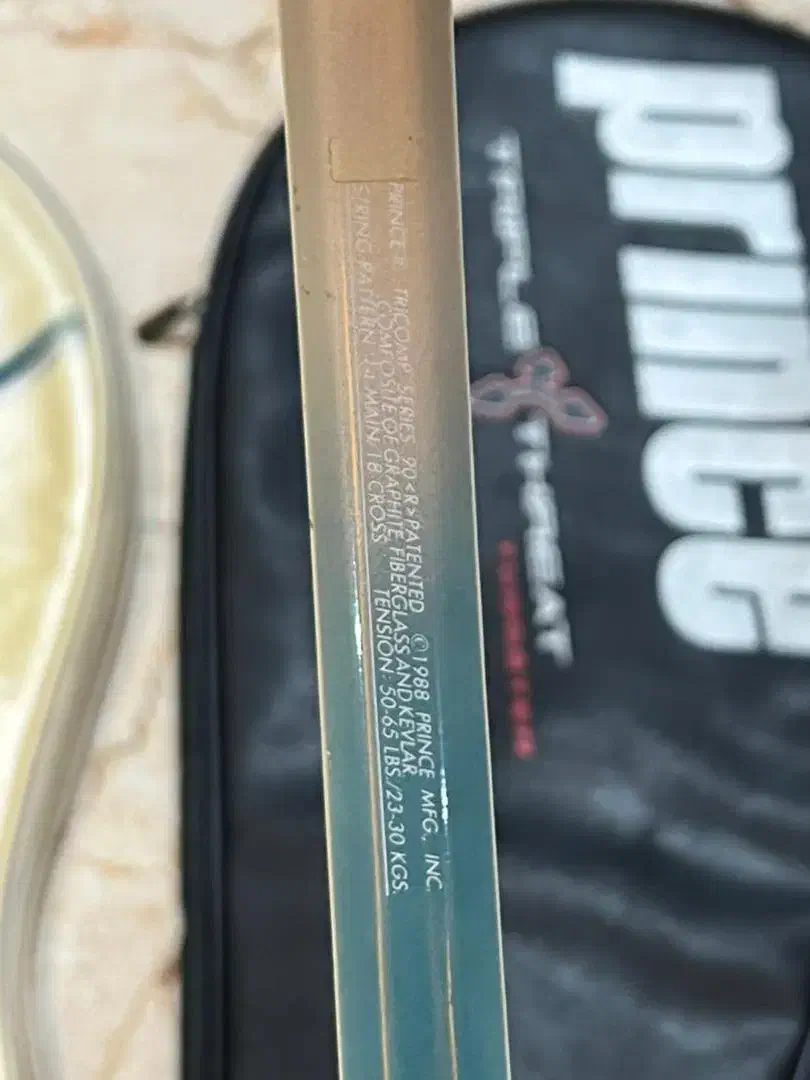 PRINCE ® TRICOMP SERIES 90 <R> PATENTED © 1988 PRINCE MFG., INC.
COMPOSITE OF GRAPHITE, FIBERGLASS AND KEVLAR.
STRING PATTERN: MAIN, 18 CROSS TENSION: 50-65 LBS./23-30 KGS.
prince
TRIPLE THREAT